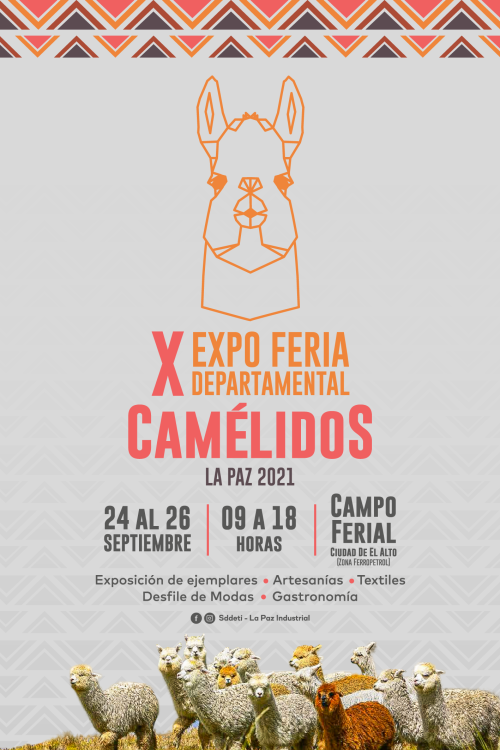 X EXPO FERIA
DEPARTAMENTAL
CAMÉLIDOS
LA PAZ 2021
24 AL 26
SEPTIEMBRE
09 A 18
HORAS
CAMPO
FERIAL
CIUDAD DE EL ALTO
(ZONA FERROPETROL)
Exposición de ejemplares • Artesanías • Textiles
Desfile de Modas • Gastronomía
Sddeti - La Paz Industrial